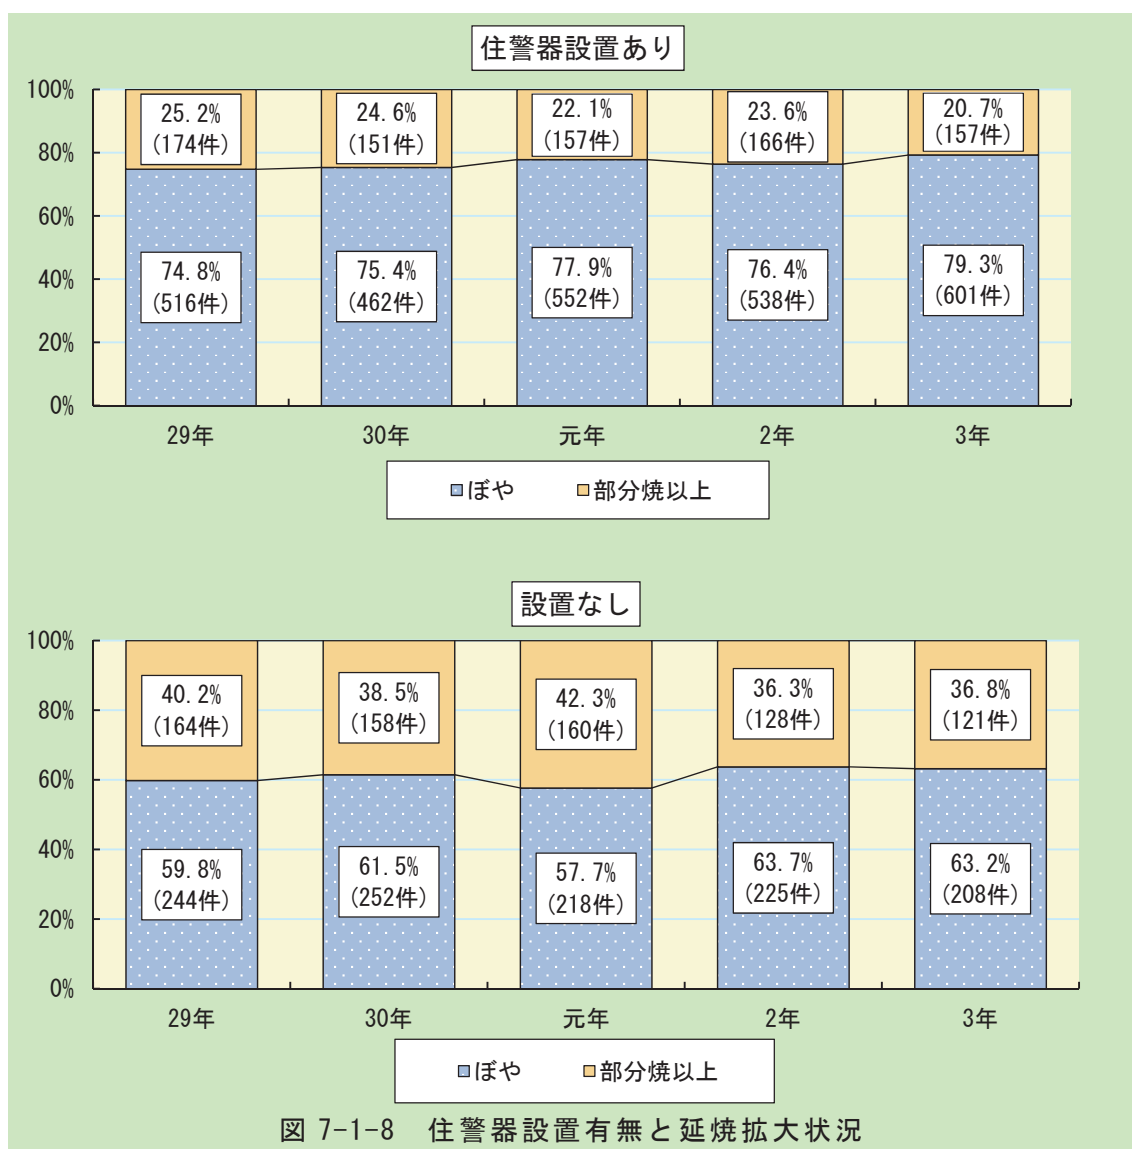 住警器設置あり
100%
80%
60%
40%
20%
0%
25.2%
(174件)
24.6%
(151件)
22.1%
(157件)
23.6%
(166件)
20.7%
(157件)
74.8%
(516件)
75.4%
(462件)
77.9%
(552件)
76.4%
(538件)
79.3%
(601件)
29年 30年 元年 2年 3年
ぼや 部分焼以上
設置なし
100%
80%
60%
40%
20%
0%
40.2%
(164件)
38.5%
(158件)
42.3%
(160件)
36.3%
(128件)
36.8%
(121件)
59.8%
(244件)
61.5%
(252件)
57.7%
(218件)
63.7%
(225件)
63.2%
(208件)
29年 30年 元年 2年 3年
ぼや 部分焼以上
図 7-1-8 住警器設置有無と延焼拡大状況